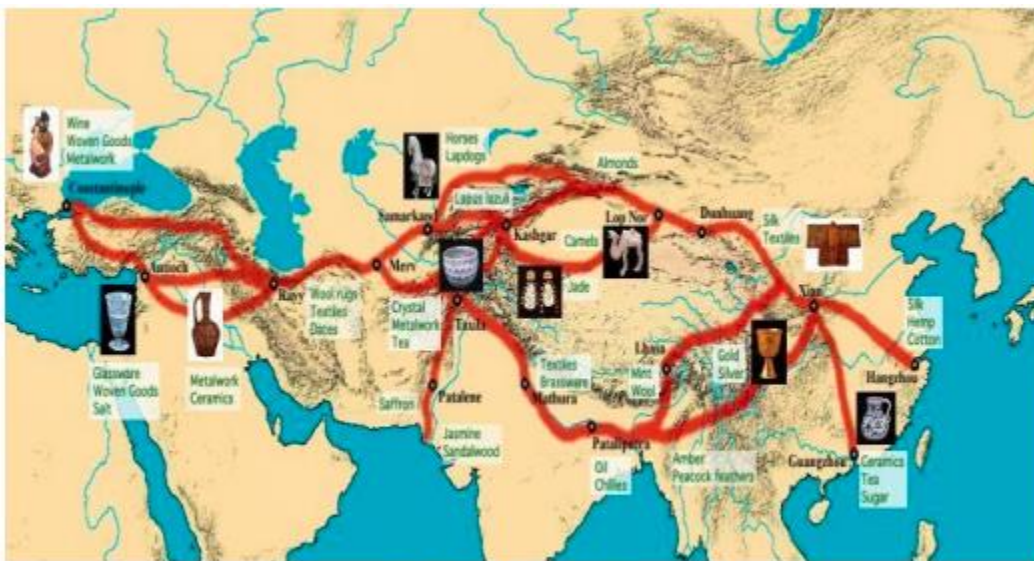 Wine
Woven Goods
Metalwork
Constantinople
Horses
Lapdogs
Almonds
Lapus lazuli
Samarkand
Kashgar
Lop Nor
Dunhuang
Camels
Silk
Textiles
Antioch
Rayy
Merv
Wool rugs
Textiles
Dates
Crystal
Metalwork
Tea
Taxila
Jade
Xian
Silk
Hemp
Cotton
Hangzhou
Glassware
Woven Goods
Salt
Metalwork
Ceramics
Saffron
Patalene
Jasmine
Sandalwood
Textiles
Brassware
Mathura
Lhasa
Mint
Wool
Gold
Silver
Pataliputra
Oil
Chilies
Amber
Peacock feathers
Guangzhou
Ceramics
Tea
Sugar